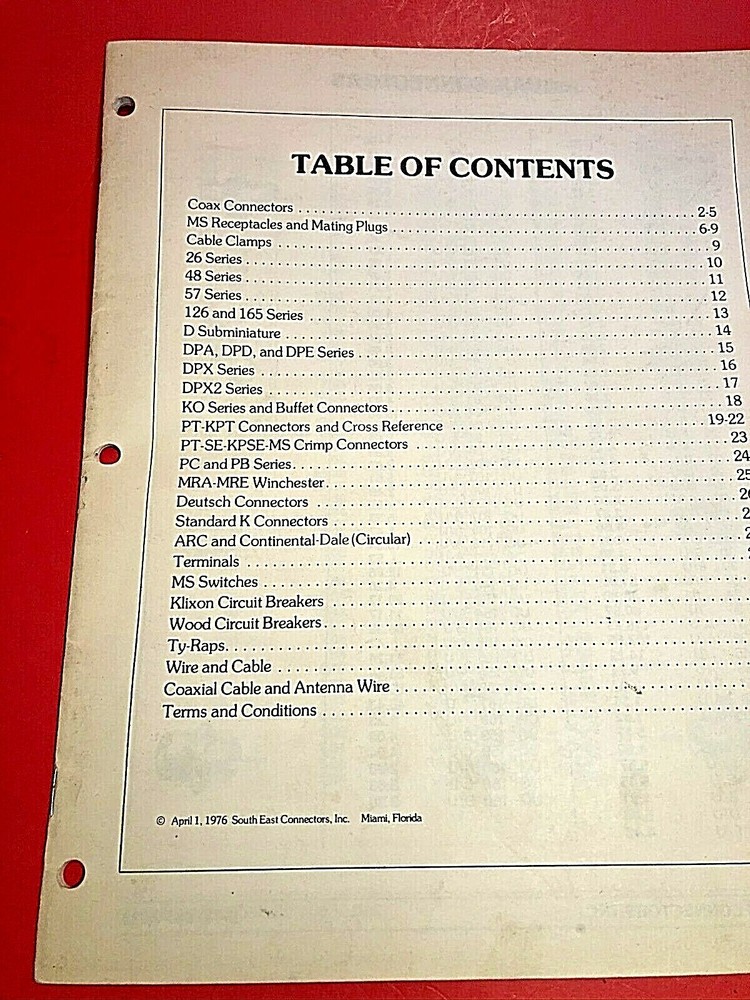 TABLE OF CONTENTS
Coax Connectors 2-5
MS Receptacles and Mating Plugs 6-9
Cable Clamps 9
26 Series 10
48 Series 11
57 Series 12
126 and 165 Series 13
D Subminiature 14
DPA, DPD, and DPE Series 15
DPX Series 16
DPX2 Series 17
KO Series and Buffet Connectors 18
PT-KPT Connectors and Cross Reference 19-22
PT-SE-KPSE-MS Crimp Connectors 23
PC and PB Series 24
MRA-MRE Winchester 25
Deutsch Connectors
Standard K Connectors
ARC and Continental-Dale (Circular)
Terminals
MS Switches
Klixon Circuit Breakers
Wood Circuit Breakers
Ty-Raps
Wire and Cable
Coaxial Cable and Antenna Wire
Terms and Conditions
© April 1, 1976 South East Connectors, Inc. Miami, Florida